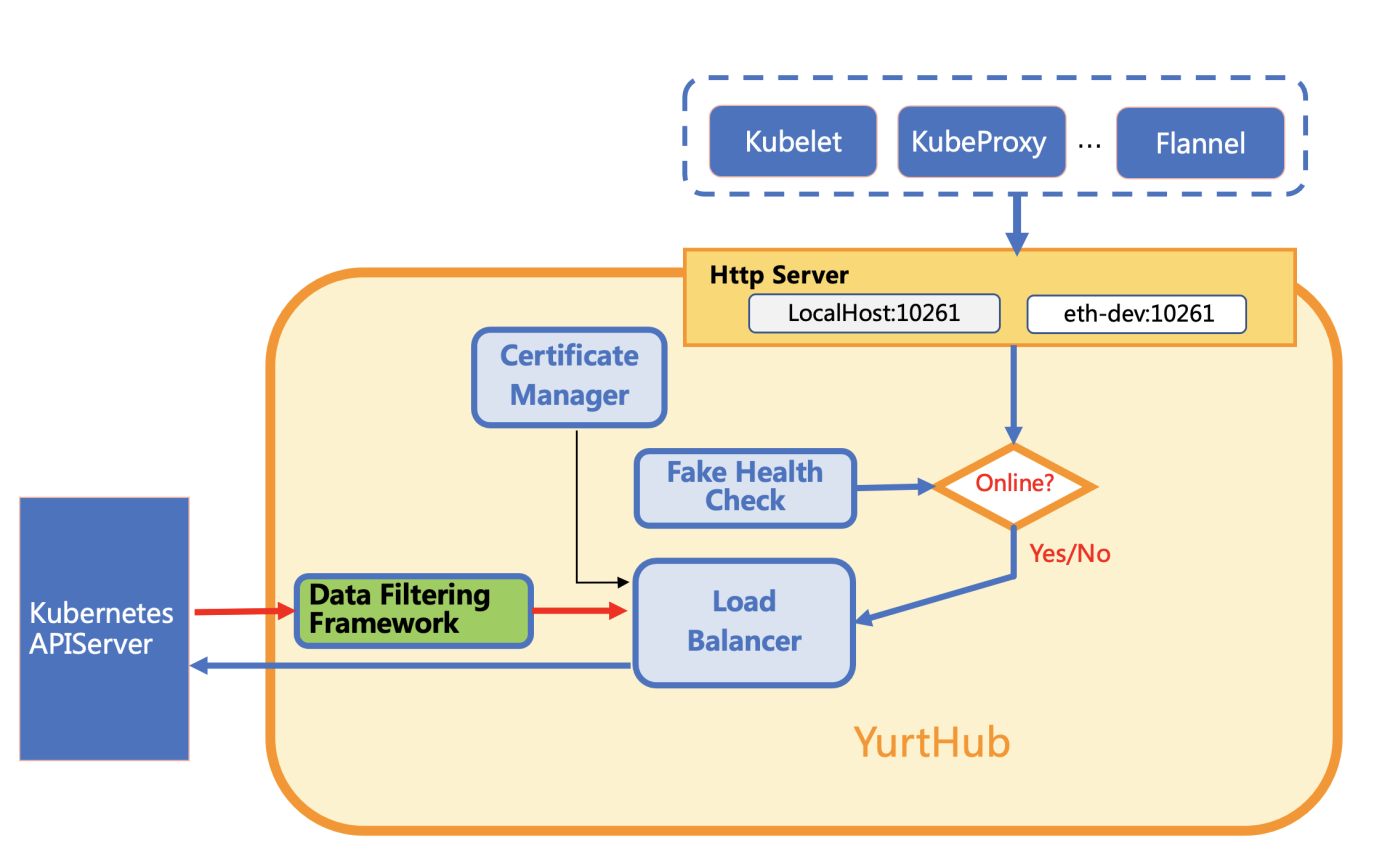 Kubelet
KubeProxy
...
Flannel
Http Server
LocalHost:10261
eth-dev:10261
Certificate
Manager
Fake Health
Check
Online?
Yes/No
Kubernetes
APIServer
Data Filtering
Framework
Load
Balancer
YurtHub